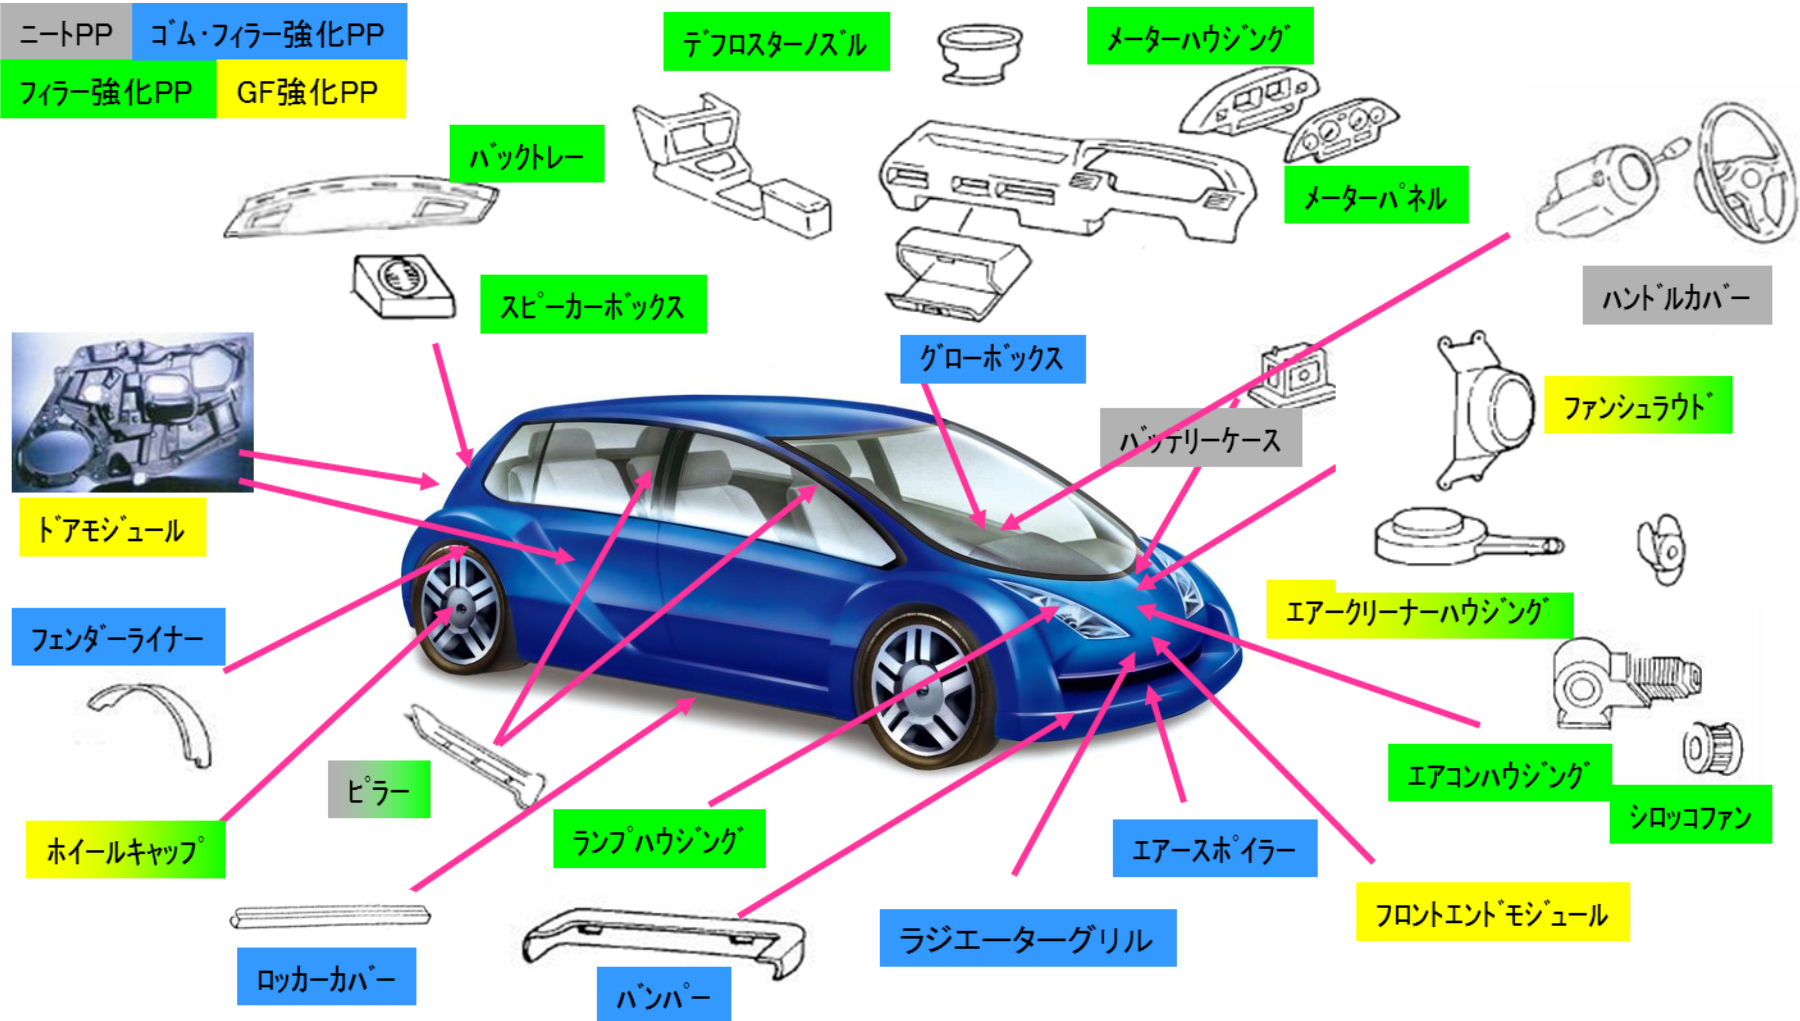 ニートPP
ｺﾞﾑ･フィラー強化PP
フィラー強化PP
GF強化PP
ﾃﾞフロスターﾉズﾞル
メーターハウジﾞング
バﾞックトレー
メーターパﾟネル
スピﾟーカーボﾞックス
ハンドﾞルカバﾞー
グﾞローボﾞックス
ファンシュラウドﾞ
バﾞッテリーケース
ドﾞアモジﾞュール
エアークリーナーハウジﾞング
フェンダﾞーライナー
エアコンハウジﾞング
ピﾟラー
シロッコファン
ランプﾟハウジﾞング
エアースポﾟイラー
ホイールキャップﾟ
フロントエンドﾞモジﾞュール
ラジエーターグリル
ロッカーカバﾞー
バﾞンパﾟー